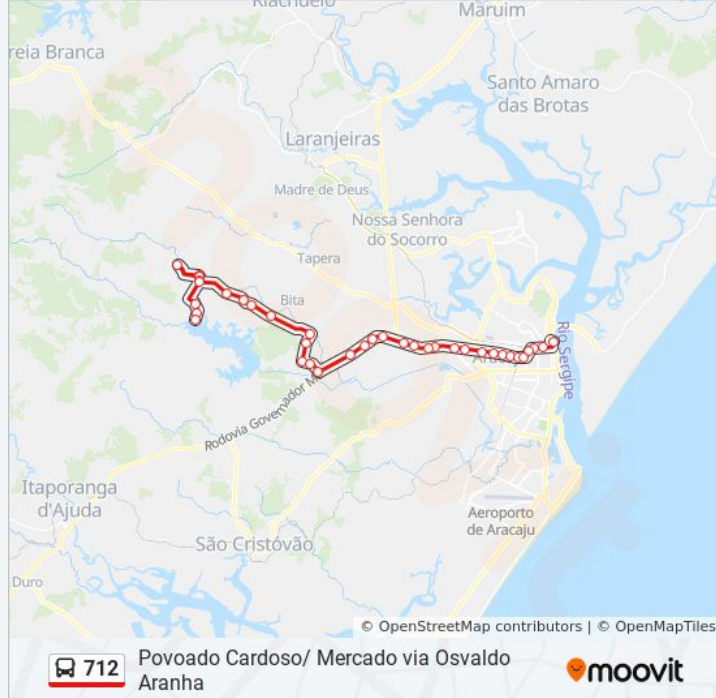 Riachuelo
Maruim
reia Branca
Santo Amaro
das Brotas
Laranjeiras
Madre de Deus
Nossa Senhora
do Socorro
Tapera
Bita
Rio Sergipe
Rodovia Governador M
Itaporanga
d'Ajuda
Aeroporto
de Aracaju
São Cristóvão
Duro
© OpenStreetMap contributors | © OpenMapTiles
712
Povoado Cardoso/ Mercado via Osvaldo
Aranha
moovit